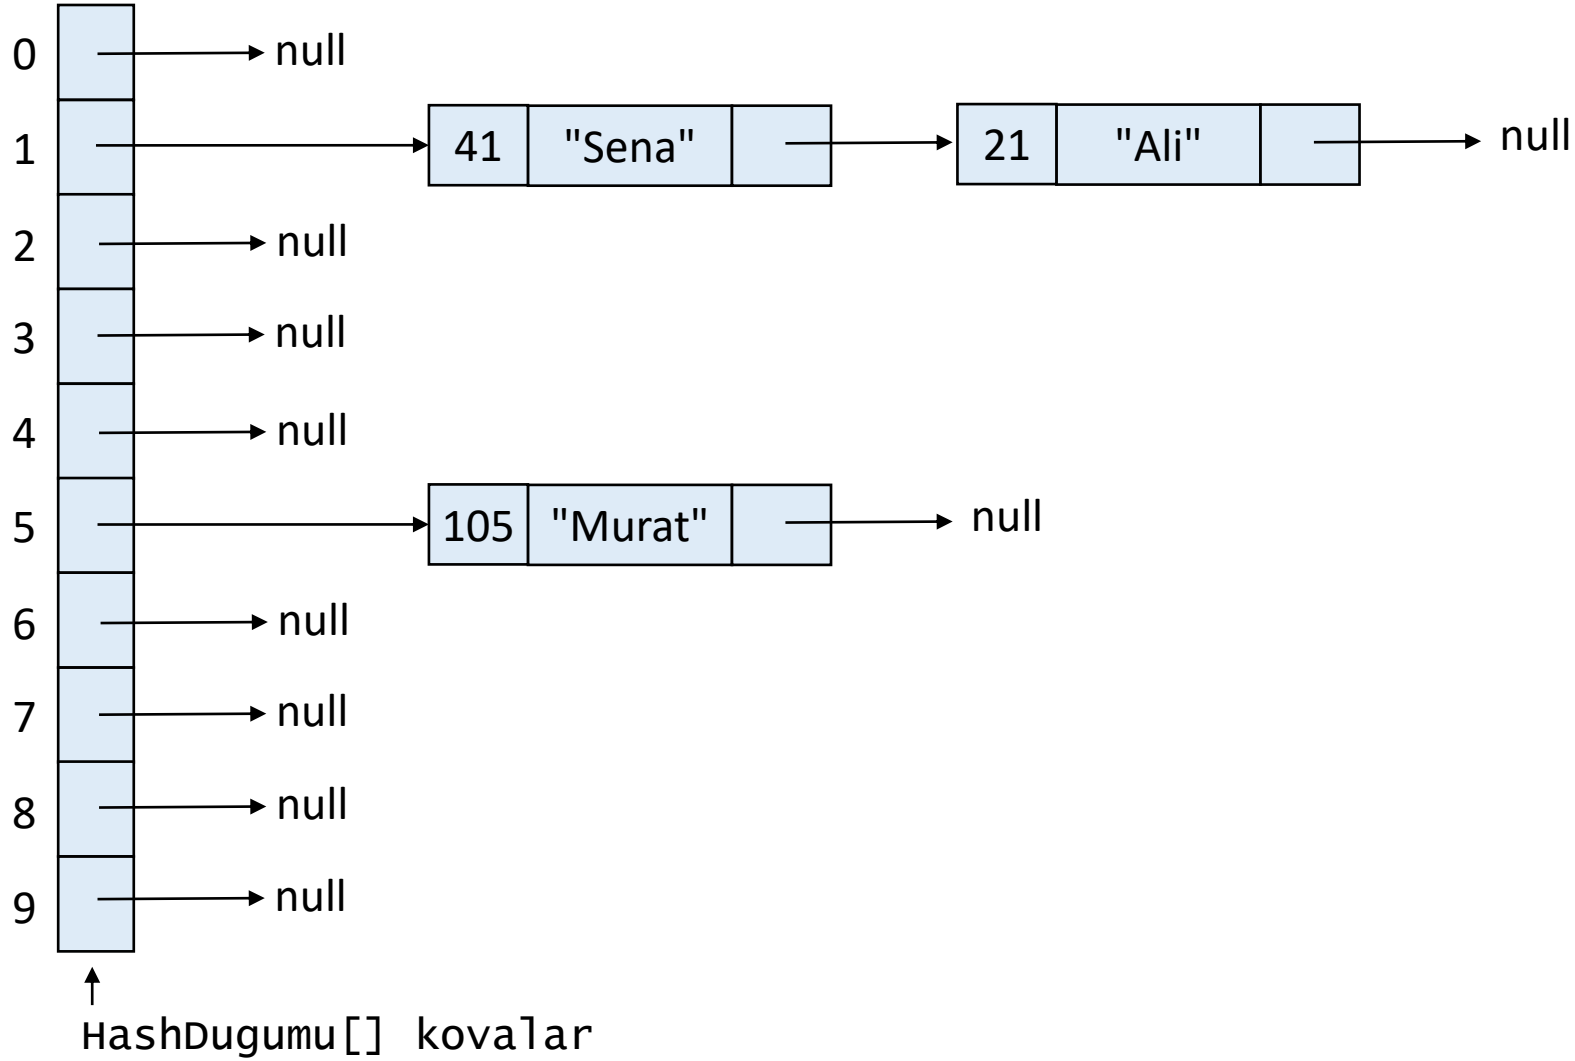 0 null
1 41 "Sena" 21 "Ali" null
2 null
3 null
4 null
5 105 "Murat" null
6 null
7 null
8 null
9 null
HashDugumu[] kovalar